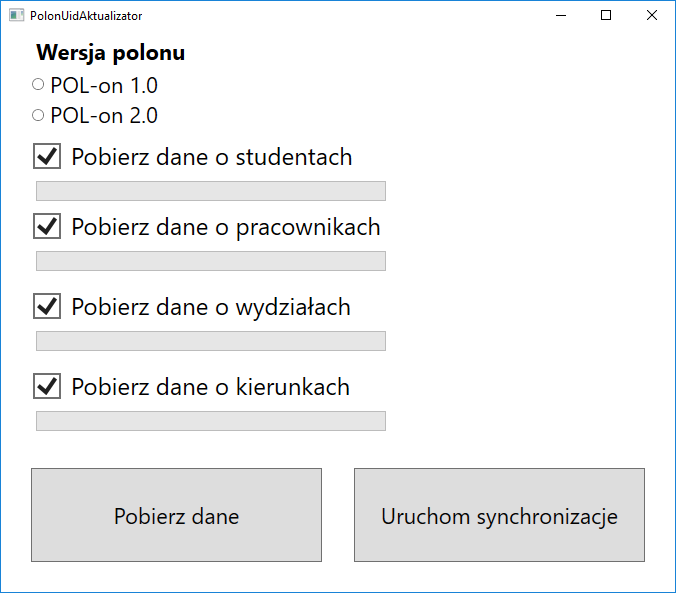 PolonUidAktualizator
Wersja polonu
POL-on 1.0
POL-on 2.0
Pobierz dane o studentach
Pobierz dane o pracownikach
Pobierz dane o wydziałach
Pobierz dane o kierunkach
Pobierz dane
Uruchom synchronizacje